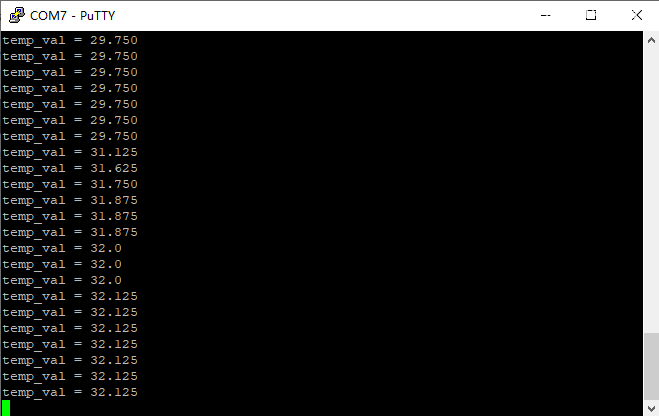 COM7 - PuTTY
temp_val = 29.750
temp_val = 29.750
temp_val = 29.750
temp_val = 29.750
temp_val = 29.750
temp_val = 29.750
temp_val = 29.750
temp_val = 31.125
temp_val = 31.625
temp_val = 31.750
temp_val = 31.875
temp_val = 31.875
temp_val = 31.875
temp_val = 32.0
temp_val = 32.0
temp_val = 32.0
temp_val = 32.125
temp_val = 32.125
temp_val = 32.125
temp_val = 32.125
temp_val = 32.125
temp_val = 32.125
temp_val = 32.125